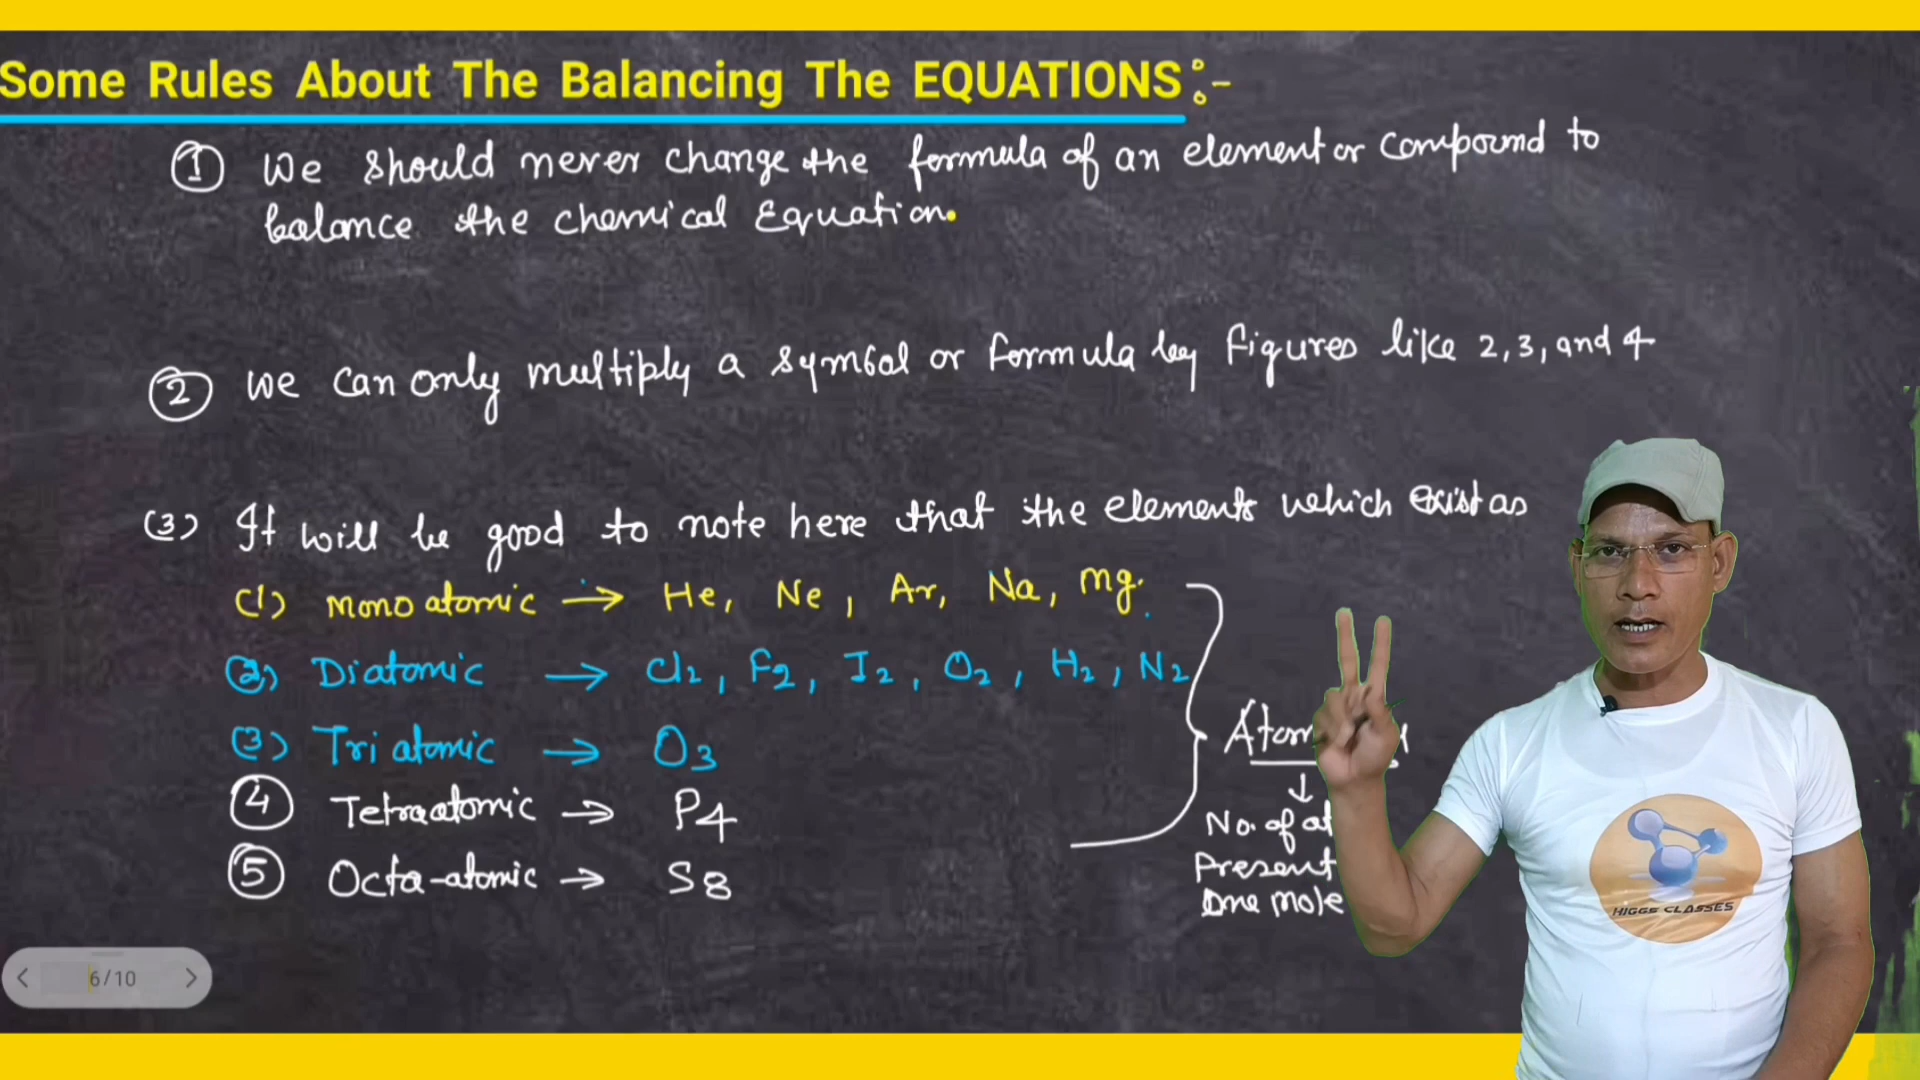 Some Rules About The Balancing The EQUATIONS:-
① We should never change the formula of an element or compound to
balance the chemical Equation.
② We can only multiply a symbol or formula by figures like 2, 3, and 4
(3) It will be good to note here that the elements which exist as
(1) Monoatomic → He, Ne, Ar, Na, Mg.
(2) Diatomic → Cl2, F2, I2, O2, H2, N2
(3) Triatomic → O3
④ Tetraatomic → P4
⑤ Octa-atomic → S8
↓
No. of
Present
One mole
HIGGS CLASSES
6/10